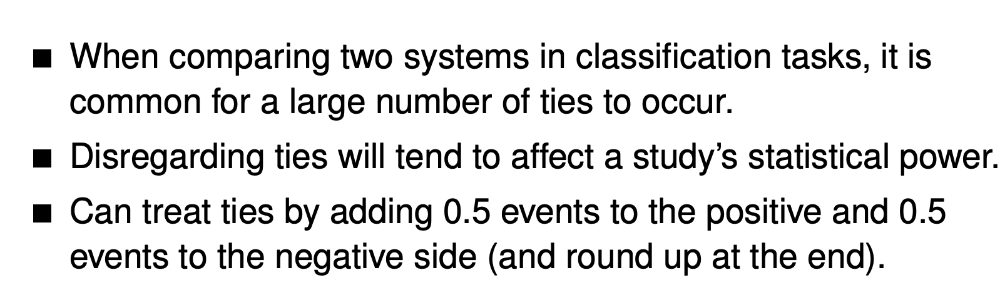 ■ When comparing two systems in classification tasks, it is
common for a large number of ties to occur.
■ Disregarding ties will tend to affect a study’s statistical power.
■ Can treat ties by adding 0.5 events to the positive and 0.5
events to the negative side (and round up at the end).